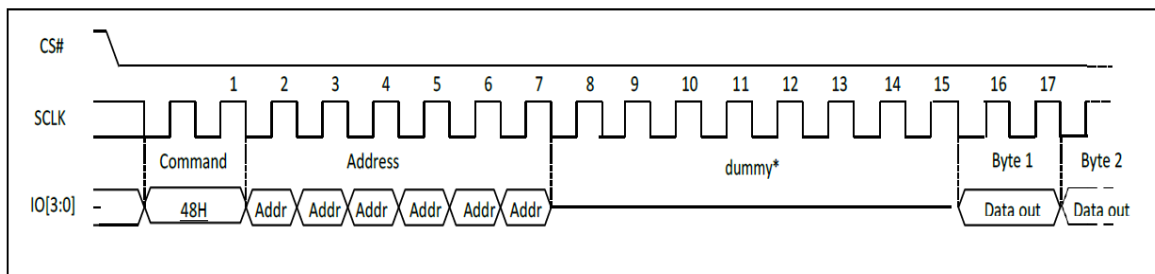 CS#
1 2 3 4 5 6 7 8 9 10 11 12 13 14 15 16 17
SCLK
Command Address dummy* Byte 1 Byte 2
IO[3:0] 48H Addr Addr Addr Addr Addr Addr Data out Data out